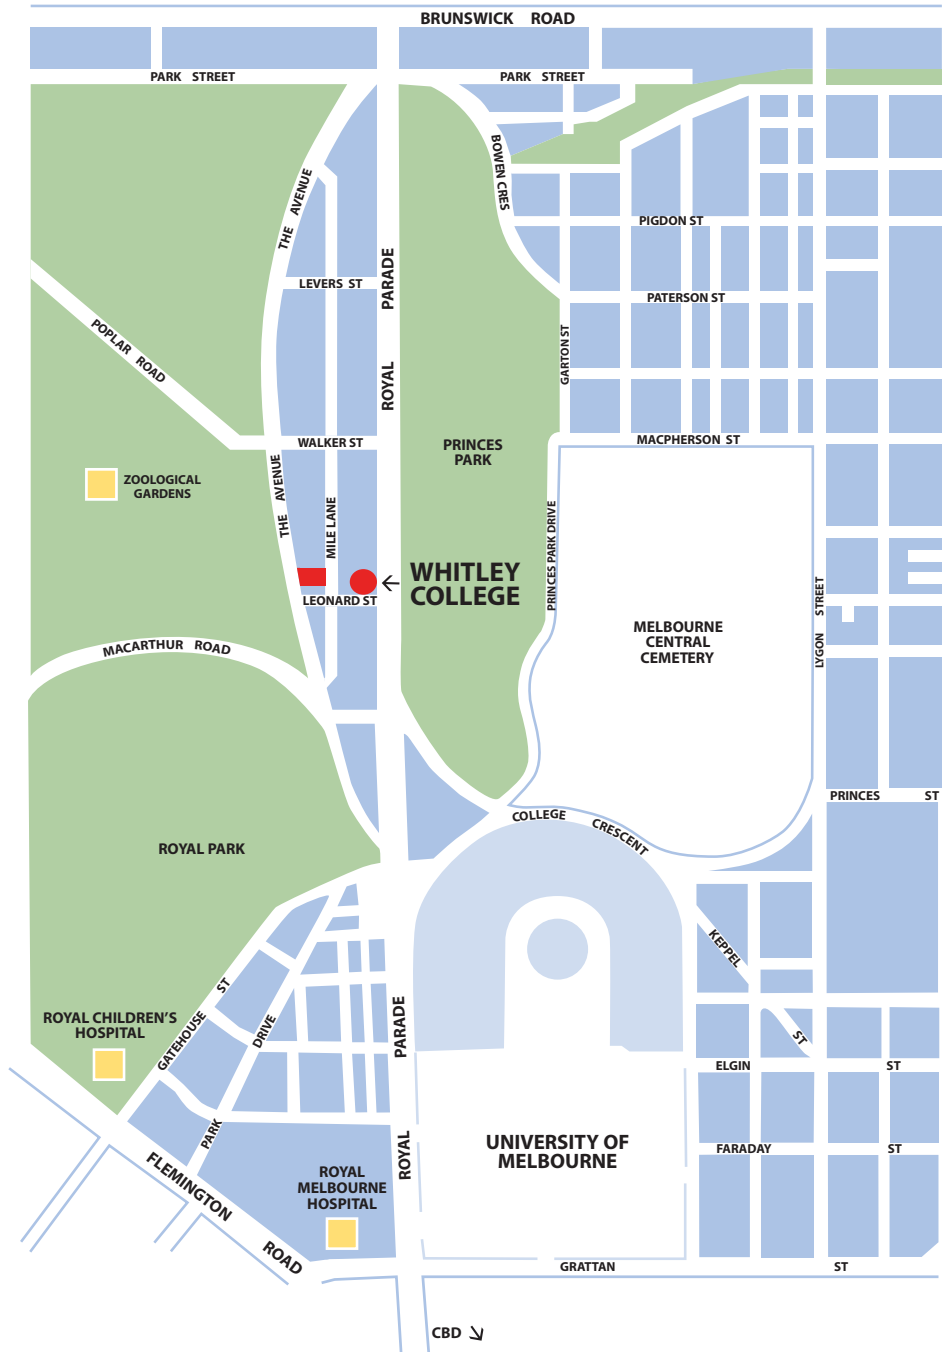 BRUNSWICK ROAD
PARK STREET
PARK STREET
BOWEN CRES
THE AVENUE
PIGDON ST
LEVERS ST
PARADE
PATERSON ST
POPLAR ROAD
GARTON ST
ROYAL
WALKER ST
MACPHERSON ST
PRINCES
PARK
ZOOLOGICAL
GARDENS
THE AVENUE
MILE LANE
PRINCES PARK DRIVE
WHITLEY
COLLEGE
LEONARD ST
LYGON STREET
MELBOURNE
CENTRAL
CEMETERY
MACARTHUR ROAD
PRINCES ST
COLLEGE CRESCENT
ROYAL PARK
KEPPEL ST
GATEHOUSE ST
ROYAL CHILDREN'S
HOSPITAL
PARK DRIVE
ROYAL PARADE
ELGIN ST
UNIVERSITY OF
MELBOURNE
FARADAY ST
FLEMINGTON ROAD
ROYAL
MELBOURNE
HOSPITAL
GRATTAN ST
CBD